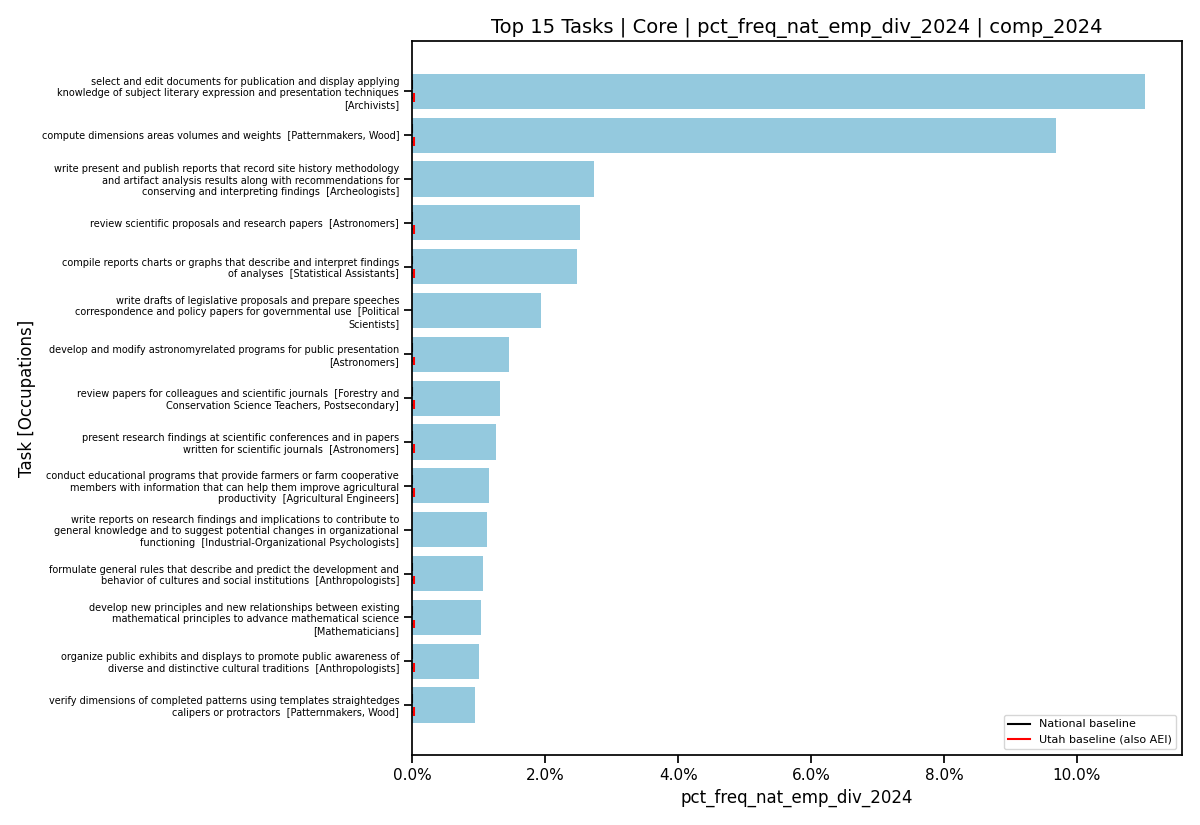 Top 15 Tasks | Core | pct_freq_nat_emp_div_2024 | comp_2024
select and edit documents for publication and display applying
knowledge of subject literary expression and presentation techniques
[Archivists]
compute dimensions areas volumes and weights  [Patternmakers, Wood]
write present and publish reports that record site history methodology
and artifact analysis results along with recommendations for
conserving and interpreting findings  [Archeologists]
review scientific proposals and research papers  [Astronomers]
compile reports charts or graphs that describe and interpret findings
of analyses  [Statistical Assistants]
write drafts of legislative proposals and prepare speeches
correspondence and policy papers for governmental use  [Political
Scientists]
develop and modify astronomyrelated programs for public presentation
[Astronomers]
review papers for colleagues and scientific journals  [Forestry and
Conservation Science Teachers, Postsecondary]
present research findings at scientific conferences and in papers
written for scientific journals  [Astronomers]
conduct educational programs that provide farmers or farm cooperative
members with information that can help them improve agricultural
productivity  [Agricultural Engineers]
write reports on research findings and implications to contribute to
general knowledge and to suggest potential changes in organizational
functioning  [Industrial-Organizational Psychologists]
formulate general rules that describe and predict the development and
behavior of cultures and social institutions  [Anthropologists]
develop new principles and new relationships between existing
mathematical principles to advance mathematical science
[Mathematicians]
organize public exhibits and displays to promote public awareness of
diverse and distinctive cultural traditions  [Anthropologists]
verify dimensions of completed patterns using templates straightedges
calipers or protractors  [Patternmakers, Wood]
Task [Occupations]
National baseline
Utah baseline (also AEI)
0.0% 2.0% 4.0% 6.0% 8.0% 10.0%
pct_freq_nat_emp_div_2024